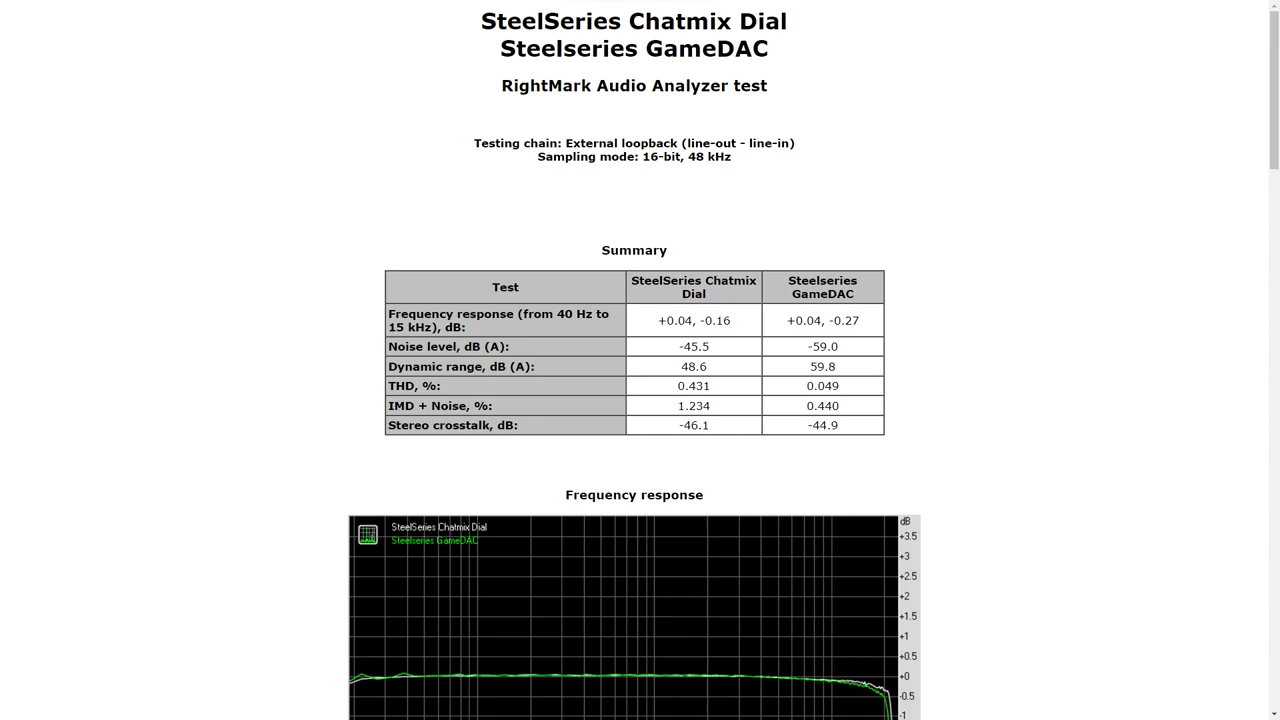 SteelSeries Chatmix Dial
Steelseries GameDAC
RightMark Audio Analyzer test
Testing chain: External loopback (line-out - line-in)
Sampling mode: 16-bit, 48 kHz
Summary
Test SteelSeries Chatmix Dial Steelseries GameDAC
Frequency response (from 40 Hz to 15 kHz), dB: +0.04, -0.16 +0.04, -0.27
Noise level, dB (A): -45.5 -59.0
Dynamic range, dB (A): 48.6 59.8
THD, %: 0.431 0.049
IMD + Noise, %: 1.234 0.440
Stereo crosstalk, dB: -46.1 -44.9
Frequency response
SteelSeries Chatmix Dial
Steelseries GameDAC
dB
+3.5
+3
+2.5
+2
+1.5
+1
+0.5
+0
-0.5
-1